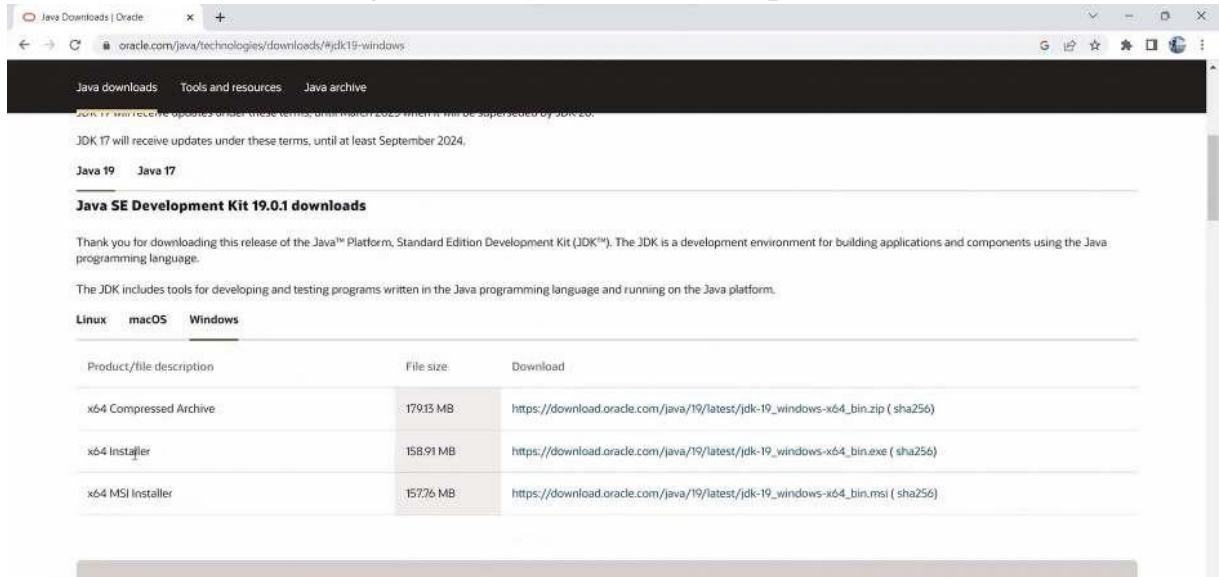 Java Downloads | Oracle
oracle.com/java/technologies/downloads/#jdk19-windows
Java downloads Tools and resources Java archive
JDK 17 will receive updates under these terms, until at least September 2024.
Java 19 Java 17
Java SE Development Kit 19.0.1 downloads
Thank you for downloading this release of the Java™ Platform, Standard Edition Development Kit (JDK™). The JDK is a development environment for building applications and components using the Java
programming language.
The JDK includes tools for developing and testing programs written in the Java programming language and running on the Java platform.
Linux macOS Windows
Product/file description File size Download
x64 Compressed Archive 179.13 MB https://download.oracle.com/java/19/latest/jdk-19_windows-x64_bin.zip ( sha256)
x64 Installer 158.91 MB https://download.oracle.com/java/19/latest/jdk-19_windows-x64_bin.exe ( sha256)
x64 MSI Installer 157.76 MB https://download.oracle.com/java/19/latest/jdk-19_windows-x64_bin.msi ( sha256)